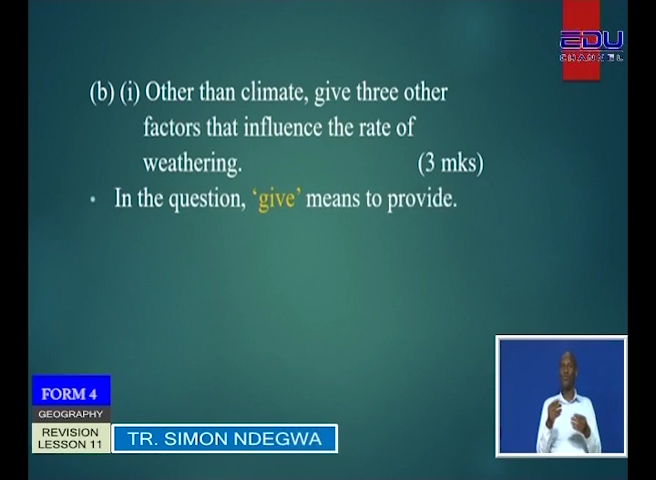 EDU
CHANNEL
(b) (i) Other than climate, give three other
factors that influence the rate of
weathering. (3 mks)
• In the question, ‘give’ means to provide.
FORM 4
GEOGRAPHY
REVISION
LESSON 11
TR. SIMON NDEGWA